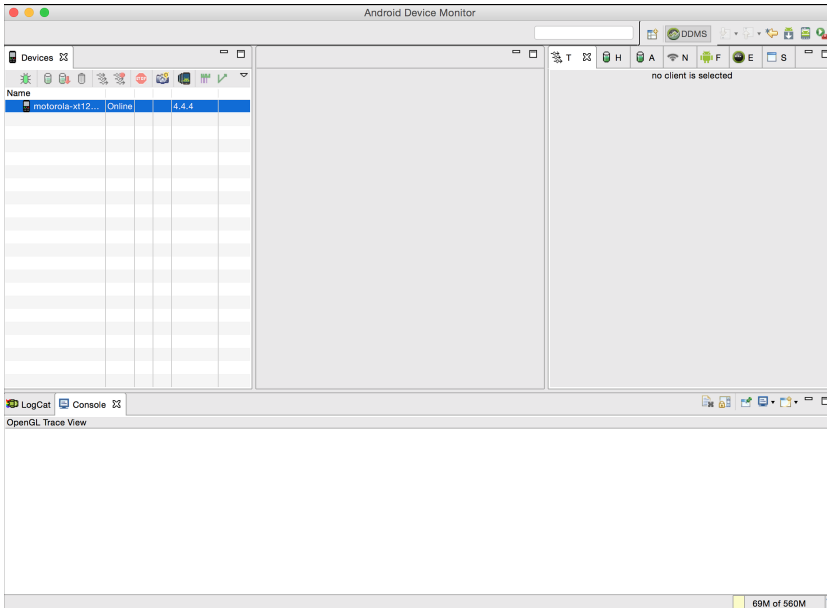 Android Device Monitor
DDMS
Devices
T H A N F E S
no client is selected
Name
motorola-xt12... Online 4.4.4
LogCat Console
OpenGL Trace View
69M of 560M